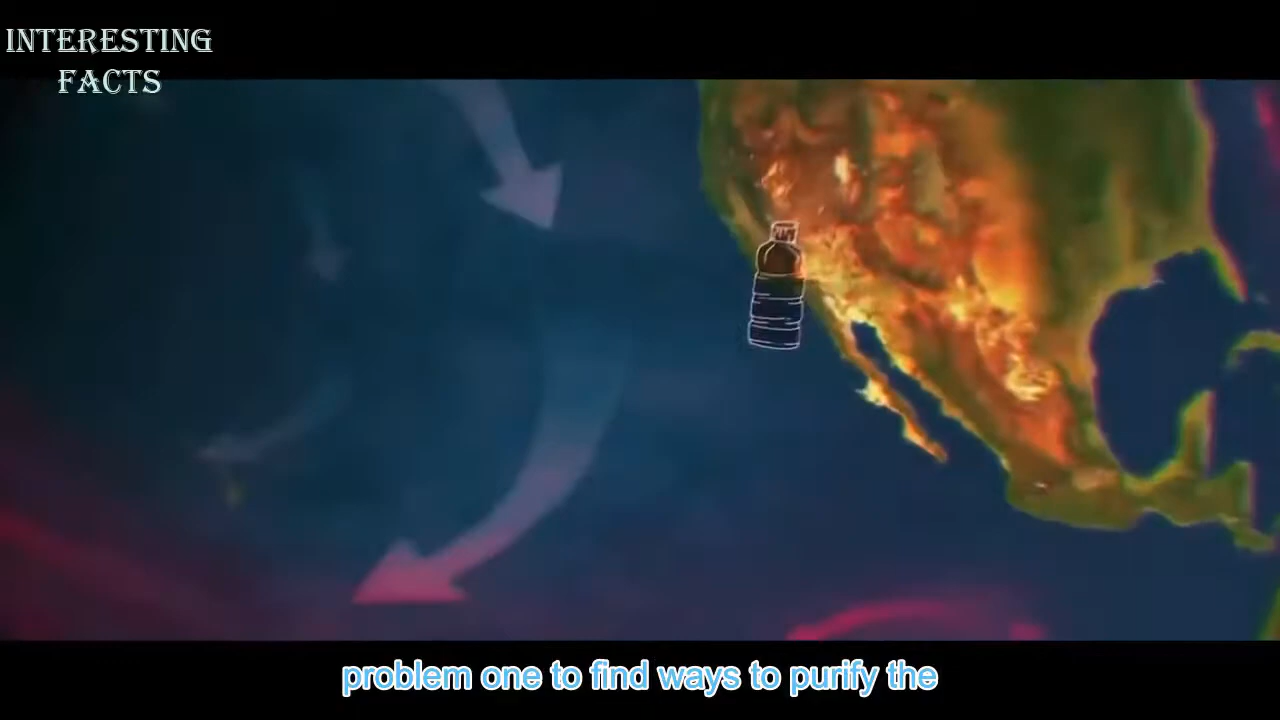 INTERESTING
FACTS
problem one to find ways to purify the